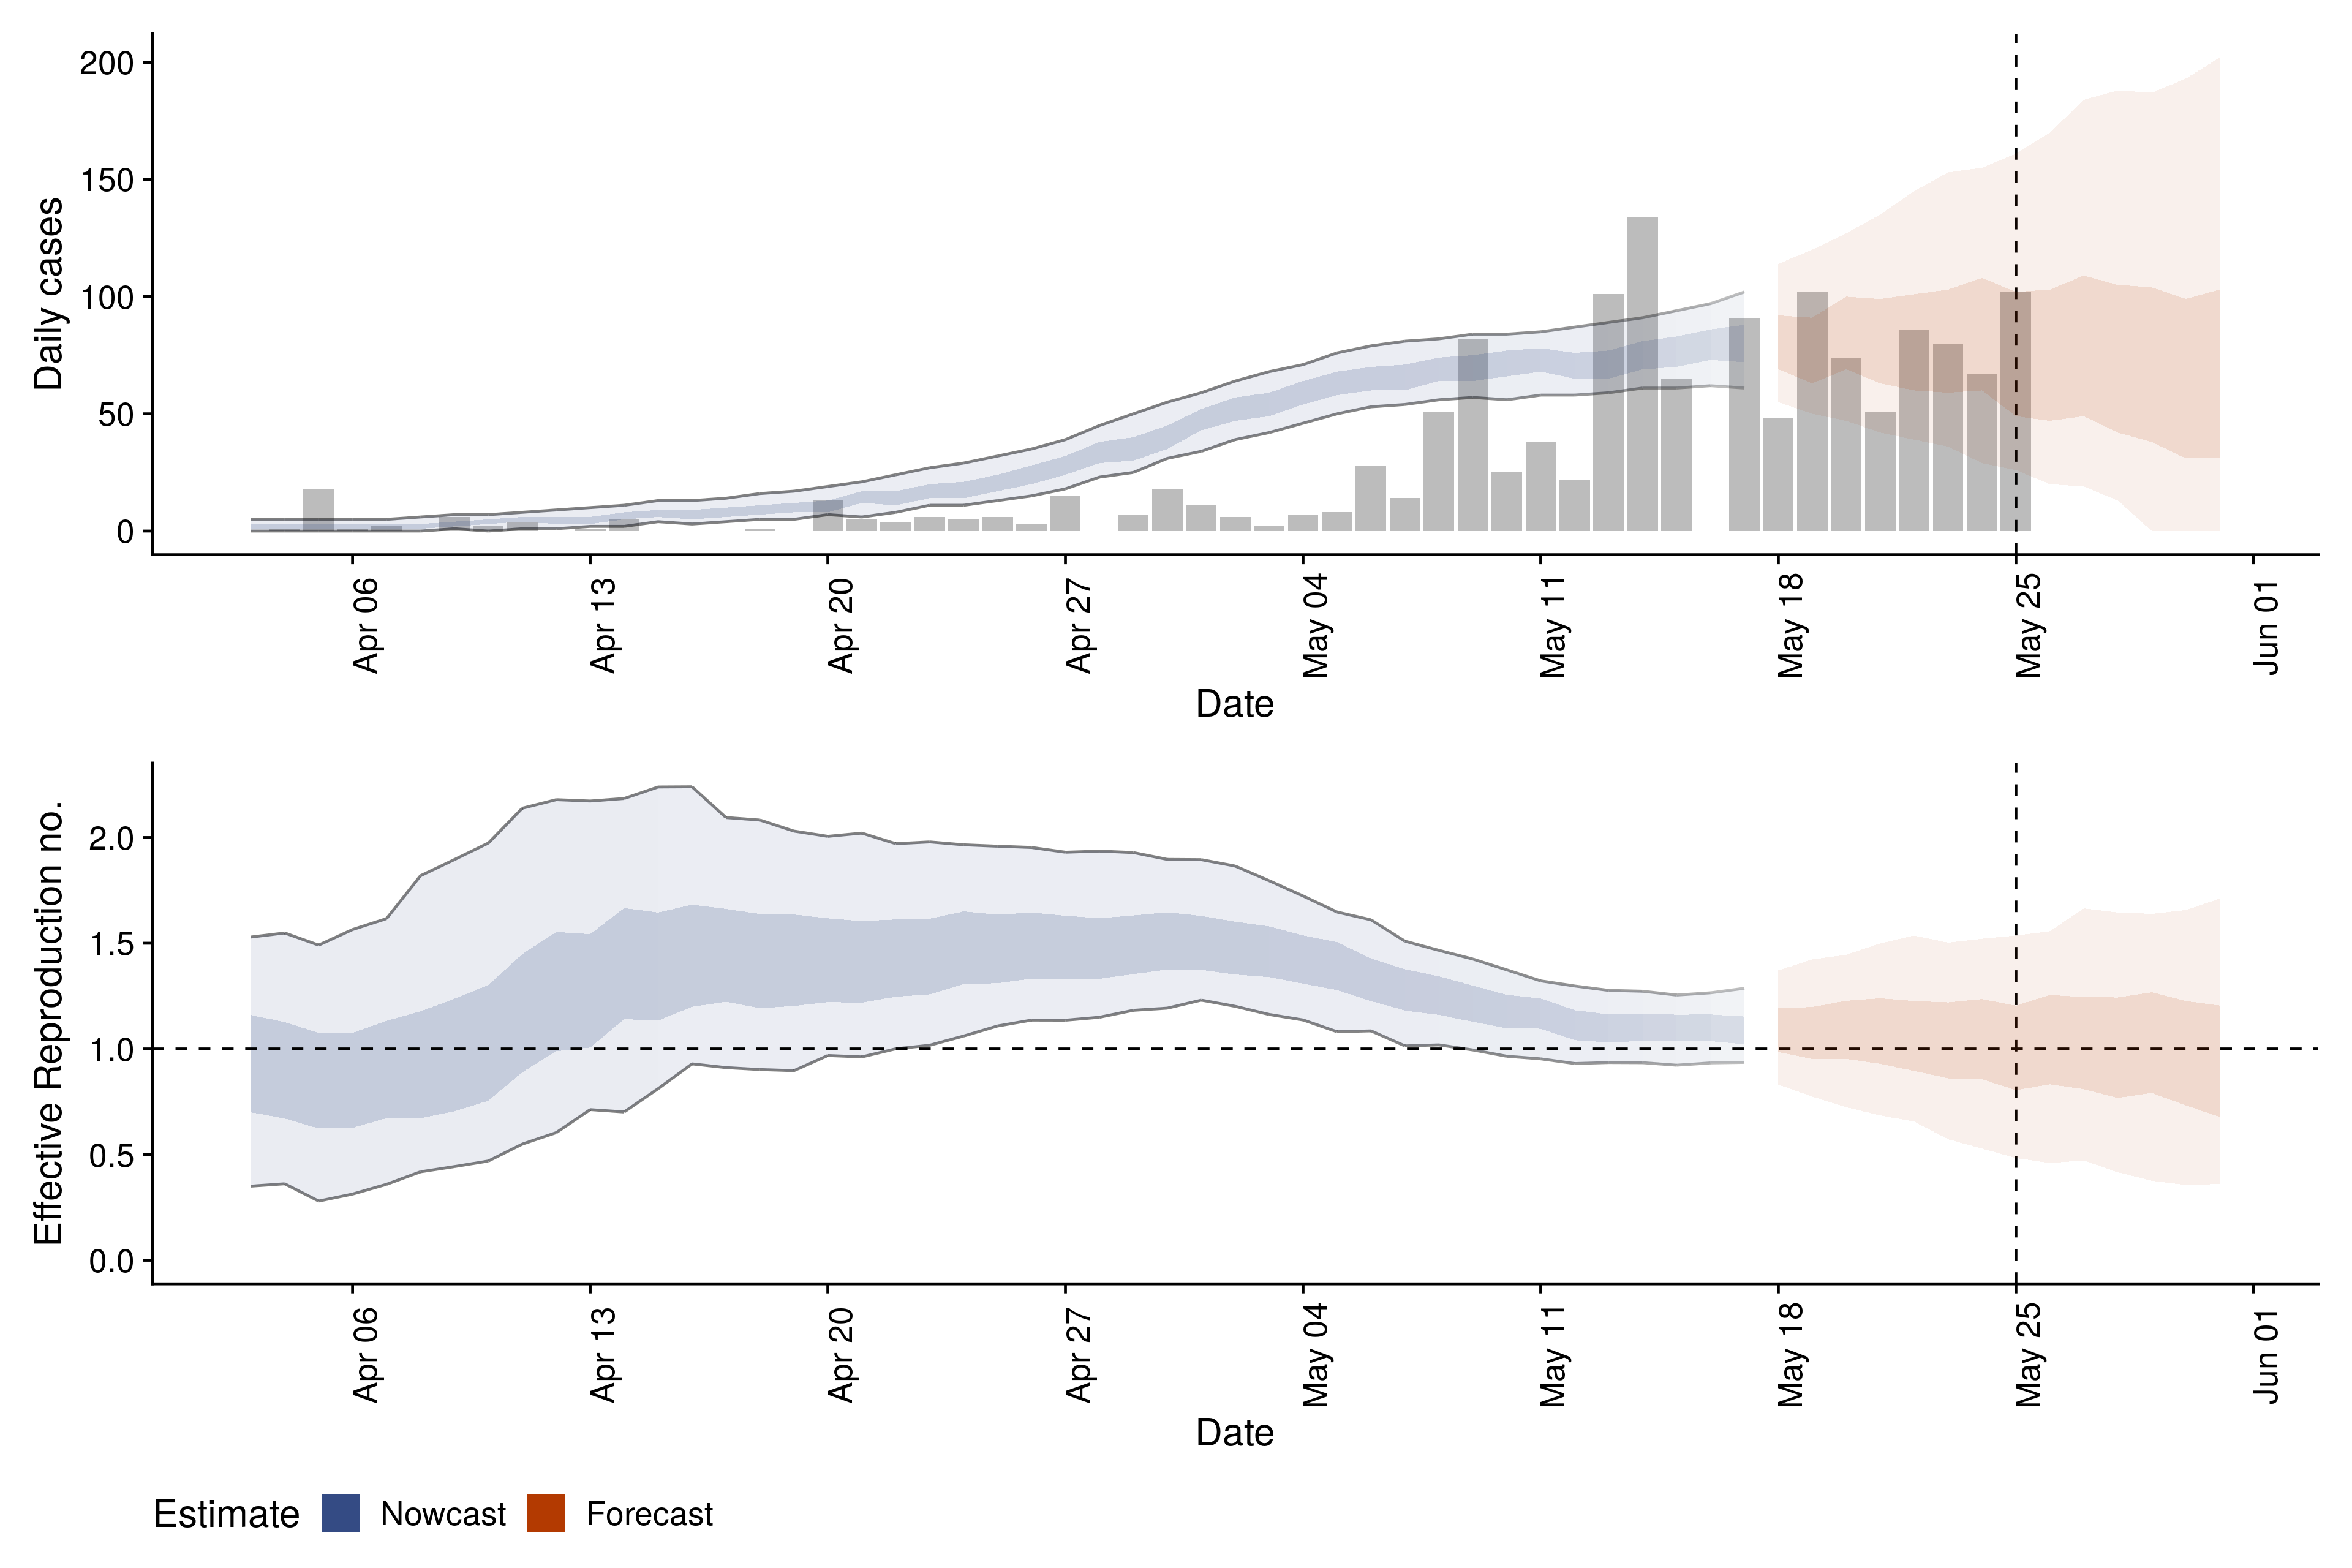 200
150
100
50
0
Daily cases
Apr 06
Apr 13
Apr 20
Apr 27
May 04
May 11
May 18
May 25
Jun 01
Date
2.0
1.5
1.0
0.5
0.0
Effective Reproduction no.
Apr 06
Apr 13
Apr 20
Apr 27
May 04
May 11
May 18
May 25
Jun 01
Date
Estimate Nowcast Forecast